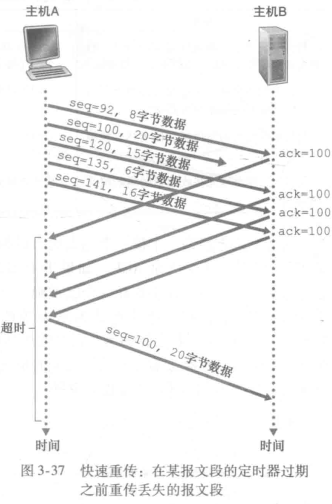 主机A
主机B
seq=92, 8字节数据
seq=100, 20字节数据
seq=120, 15字节数据
seq=135, 6字节数据
seq=141, 16字节数据
ack=100
ack=100
ack=100
ack=100
超时
seq=100, 20字节数据
时间
时间
图 3-37 快速重传：在某报文段的定时器过期
之前重传丢失的报文段